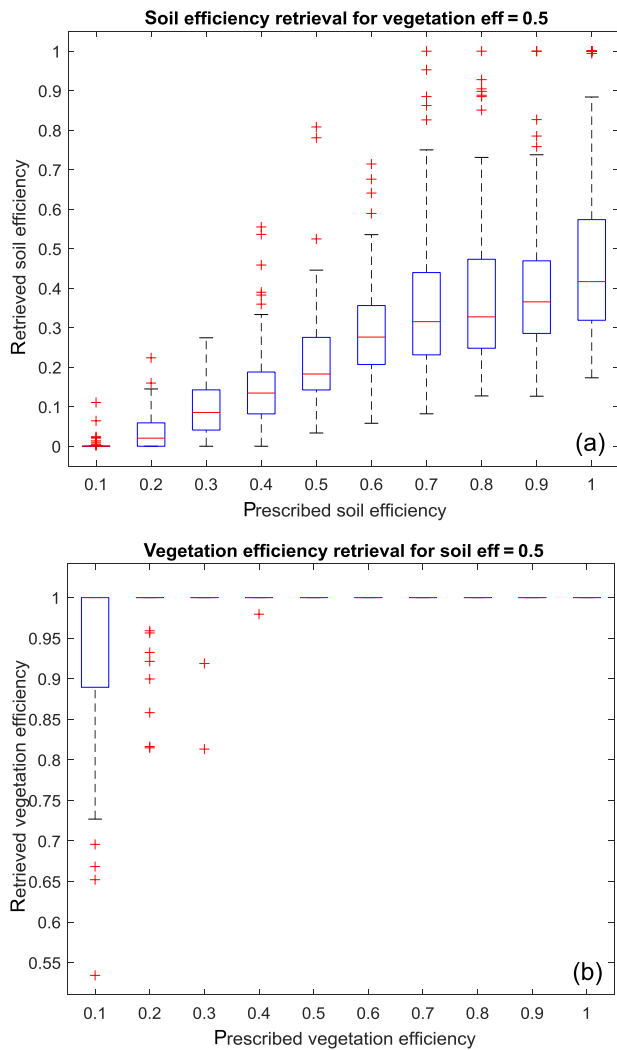 Soil efficiency retrieval for vegetation eff = 0.5
1
0.9
0.8
0.7
0.6
0.5
0.4
0.3
0.2
0.1
0
Retrieved soil efficiency
(a)
0.1 0.2 0.3 0.4 0.5 0.6 0.7 0.8 0.9 1
Prescribed soil efficiency
Vegetation efficiency retrieval for soil eff = 0.5
1
0.95
0.9
0.85
0.8
0.75
0.7
0.65
0.6
0.55
Retrieved vegetation efficiency
(b)
0.1 0.2 0.3 0.4 0.5 0.6 0.7 0.8 0.9 1
Prescribed vegetation efficiency